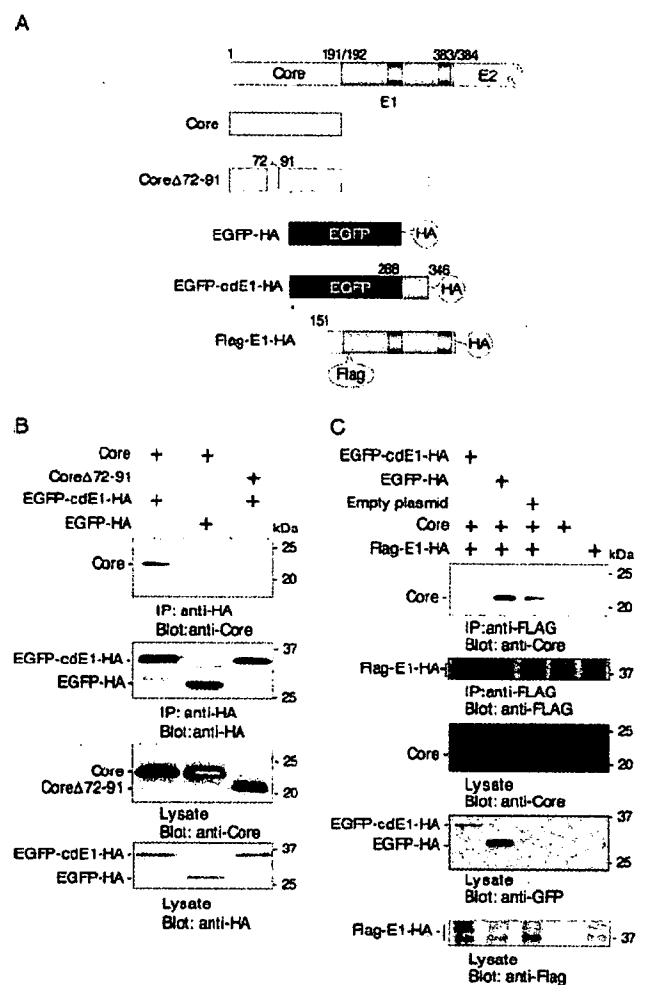 A
1 191/192 383/384
Core E2
E1
Core
72 91
CoreΔ72-91
EGFP-HA EGFP HA
288 346
EGFP-cdE1-HA EGFP HA
151
Flag-E1-HA HA
Flag
B
Core + +
CoreΔ72-91 +
EGFP-cdE1-HA + +
EGFP-HA +
kDa
Core 25
20
IP: anti-HA
Blot:anti-Core
EGFP-cdE1-HA 37
EGFP-HA 25
IP: anti-HA
Blot:anti-HA
Core 25
CoreΔ72-91 20
Lysate
Blot: anti-Core
EGFP-cdE1-HA 37
EGFP-HA 25
Lysate
Blot: anti-HA
C
EGFP-cdE1-HA +
EGFP-HA +
Empty plasmid +
Core + + + +
Flag-E1-HA + + + +
kDa
25
Core 20
IP:anti-FLAG
Blot: anti-Core
Flag-E1-HA 37
IP:anti-FLAG
Blot: anti-FLAG
25
Core 20
Lysate
Blot: anti-Core
EGFP-cdE1-HA 37
EGFP-HA
25
Lysate
Blot: anti-GFP
Flag-E1-HA 37
Lysate
Blot: anti-Flag